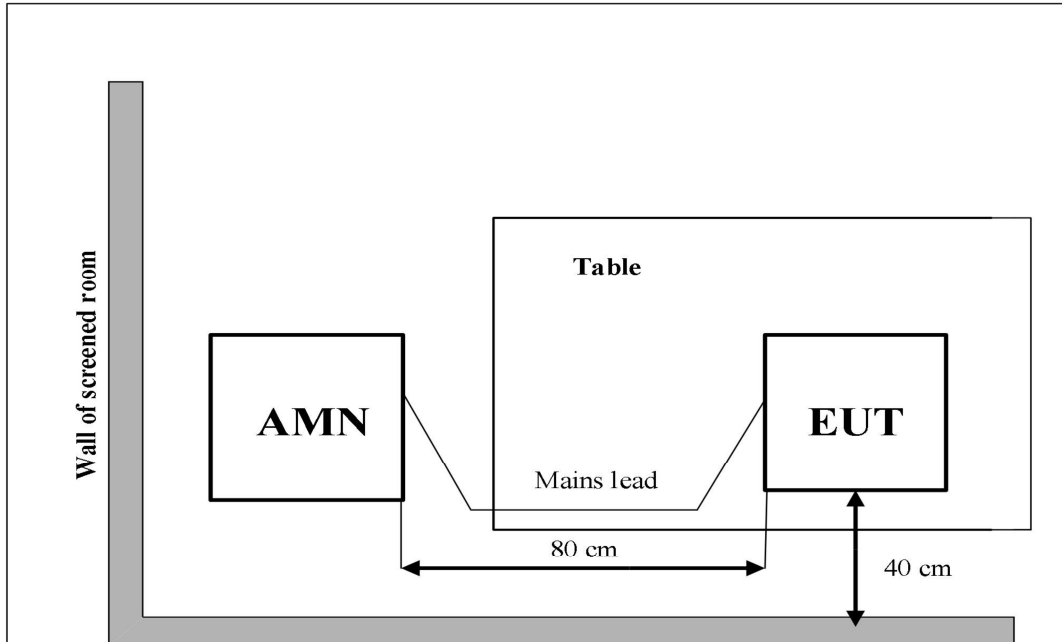 Wall of screened room
Table
AMN
EUT
Mains lead
80 cm
40 cm